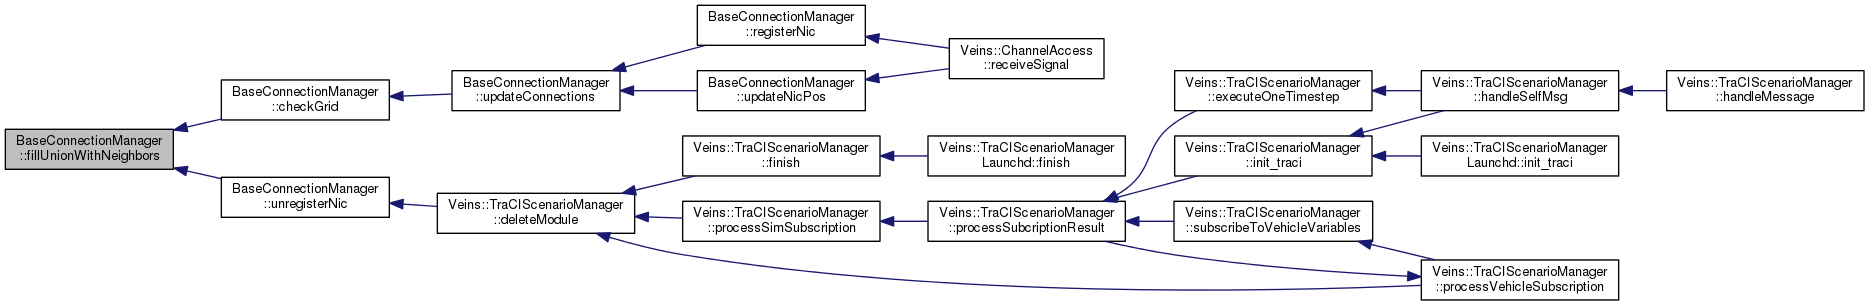 BaseConnectionManager
::fillUnionWithNeighbors
BaseConnectionManager
::checkGrid
BaseConnectionManager
::unregisterNic
BaseConnectionManager
::updateConnections
Veins::TraCIScenarioManager
::deleteModule
BaseConnectionManager
::registerNic
BaseConnectionManager
::updateNicPos
Veins::TraCIScenarioManager
::finish
Veins::TraCIScenarioManager
::processSimSubscription
Veins::ChannelAccess
::receiveSignal
Veins::TraCIScenarioManager
Launchd::finish
Veins::TraCIScenarioManager
::processSubcriptionResult
Veins::TraCIScenarioManager
::executeOneTimestep
Veins::TraCIScenarioManager
::init_traci
Veins::TraCIScenarioManager
::subscribeToVehicleVariables
Veins::TraCIScenarioManager
::handleSelfMsg
Veins::TraCIScenarioManager
Launchd::init_traci
Veins::TraCIScenarioManager
::processVehicleSubscription
Veins::TraCIScenarioManager
::handleMessage